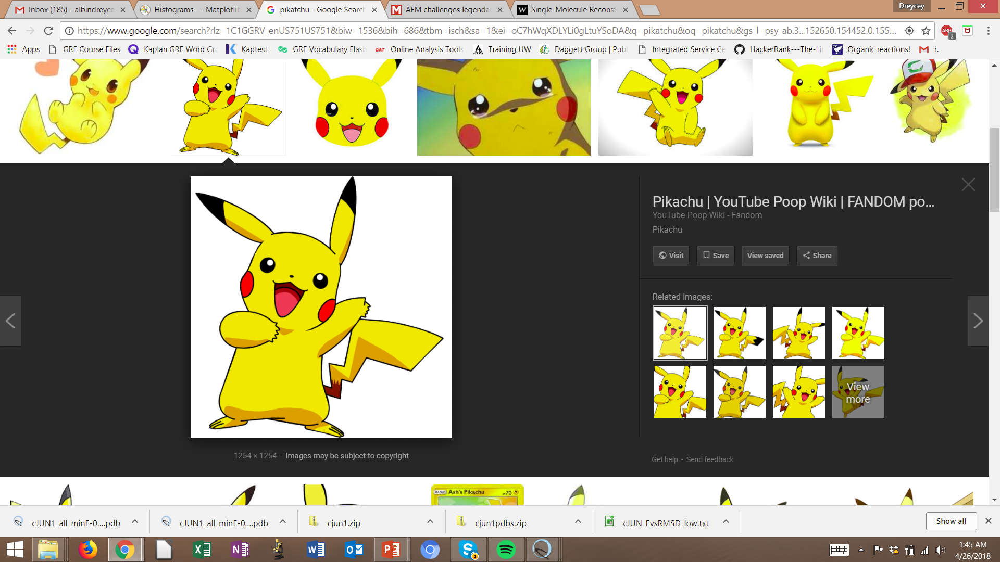 Inbox (185) - albindreyce
Histograms — Matplotlib
pikatchu - Google Search
AFM challenges legenda
Single-Molecule Reconst
Dreycey
https://www.google.com/search?rlz=1C1GGRV_enUS751US751&biw=1536&bih=686&tbm=isch&sa=1&ei=oC7hWqXDLYLi0gLtuYSoDA&q=pikatchu&oq=pikatchu&gs_l=psy-ab.3...152650.154452.0.155...
ABP
2
Apps
GRE Course Files
Kaplan GRE Word Gr
Kaptest
GRE Vocabulary Flash
OAT
Online Analysis Tools
Training UW
Daggett Group | Publ
Integrated Service Ce
HackerRank---The-Li
Organic reactions!
r.
Pikachu | YouTube Poop Wiki | FANDOM po...
YouTube Poop Wiki - Fandom
Pikachu
Visit
Save
View saved
Share
Related images:
View
more
1254 × 1254 - Images may be subject to copyright
Get help - Send feedback
BASIC Ash's Pikachu HP70
cJUN1_all_minE-0....pdb
cJUN1_all_minE-0....pdb
cjun1.zip
cjun1pdbs.zip
cJUN_EvsRMSD_low.txt
Show all
1:45 AM
4/26/2018